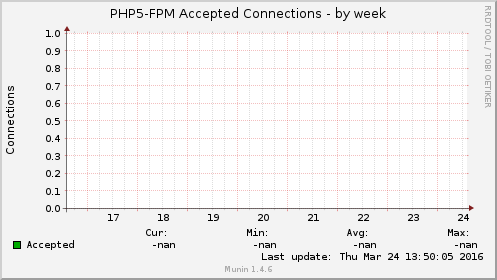 PHP5-FPM Accepted Connections - by week
RRDTOOL / TOBI OETIKER
Connections
1.0
0.9
0.8
0.7
0.6
0.5
0.4
0.3
0.2
0.1
0.0
17 18 19 20 21 22 23 24
Cur: Min: Avg: Max:
Accepted -nan -nan -nan -nan
Last update: Thu Mar 24 13:50:05 2016
Munin 1.4.6